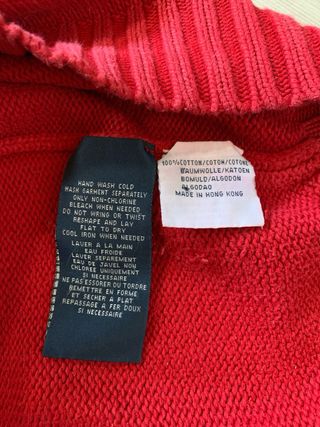 HAND WASH COLD
WASH GARMENT SEPARATELY
ONLY NON-CHLORINE
BLEACH WHEN NEEDED
DO NOT WRING OR TWIST
RESHAPE AND LAY
FLAT TO DRY
COOL IRON WHEN NEEDED
LAVER A LA MAIN
EAU FROIDE
LAVER SEPAREMENT
EAU DE JAVEL NON
CHLOREE UNIQUEMENT
SI NECESSAIRE
NE PAS ESSORER OU TORDRE
REMETTRE EN FORME
ET SECHER A PLAT
REPASSAGE A FER DOUX
SI NECESSAIRE
100% COTTON/COTON/COTONE
BAUMWOLLE/KATOEN
BOMULD/ALGODON
ALGODAO
MADE IN HONG KONG